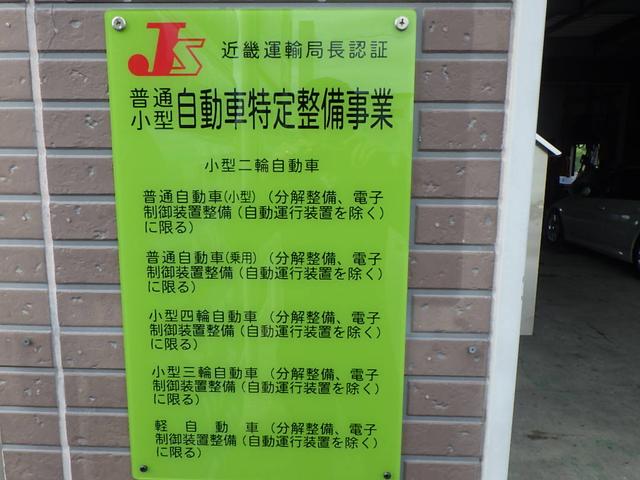 JS 近畿運輸局長認証
普通
小型 自動車特定整備事業
小型二輪自動車
普通自動車(小型)(分解整備、電子
制御装置整備(自動運行装置を除く)
に限る)
普通自動車(乗用)(分解整備、電子
制御装置整備(自動運行装置を除く)
に限る)
小型四輪自動車(分解整備、電子
制御装置整備(自動運行装置を除く)
に限る)
小型三輪自動車(分解整備、電子
制御装置整備(自動運行装置を除く)
に限る)
軽自動車(分解整備、電子
制御装置整備(自動運行装置を除く)
に限る)